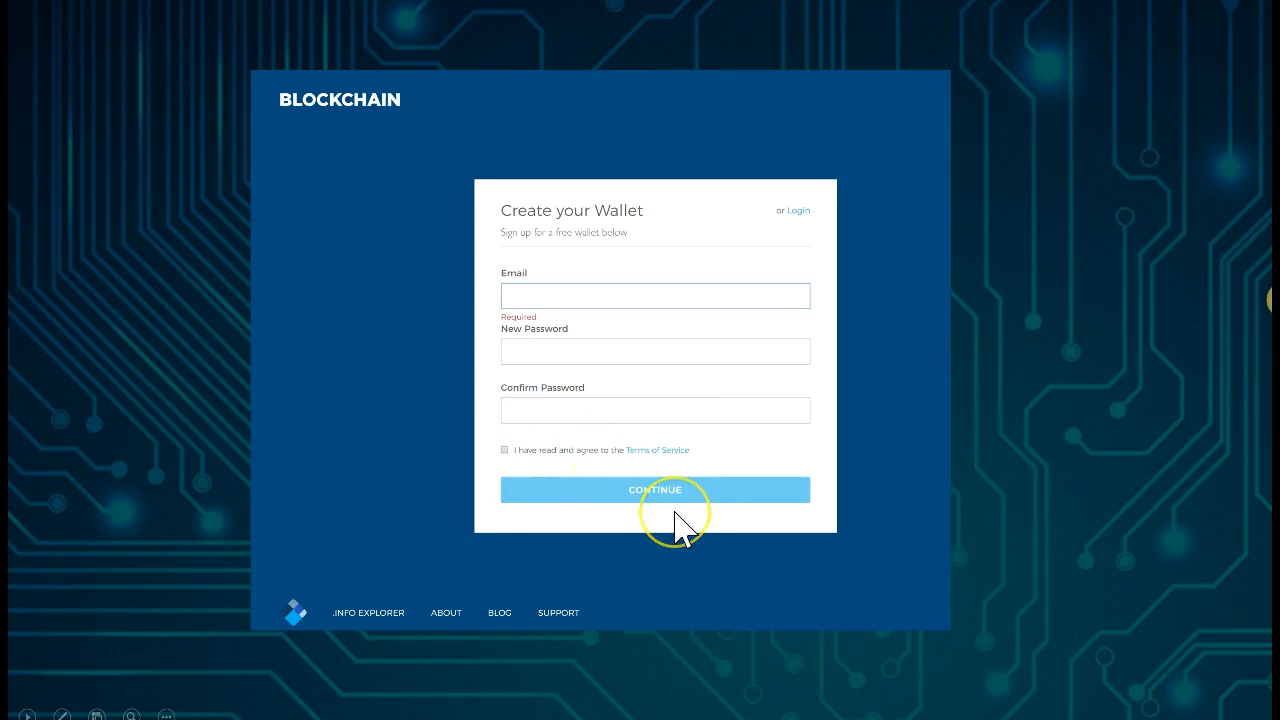 BLOCKCHAIN
Create your Wallet
or Login
Sign up for a free wallet below
Email
Required
New Password
Confirm Password
I have read and agree to the Terms of Service
CONTINUE
.INFO EXPLORER ABOUT BLOG SUPPORT